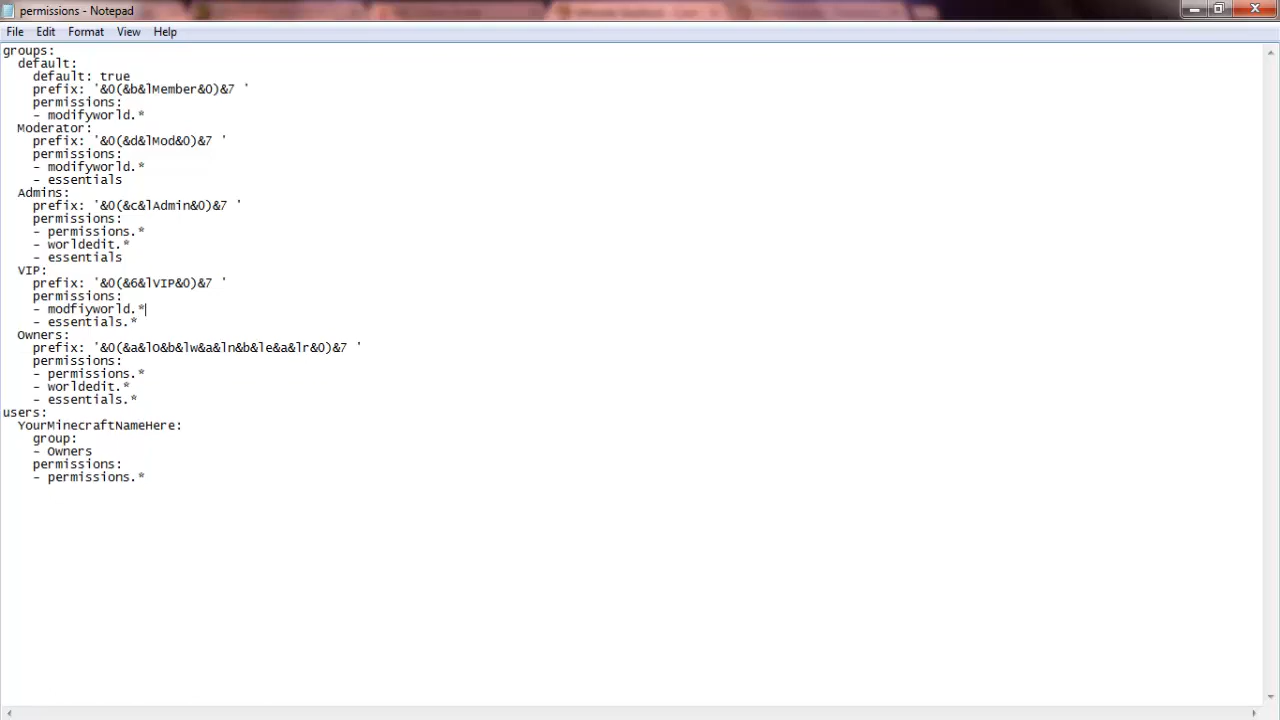 permissions - Notepad
File Edit Format View Help
groups:
  default:
    default: true
    prefix: '&0(&b&lMember&0)&7 '
    permissions:
    - modifyworld.*
  Moderator:
    prefix: '&0(&d&lMod&0)&7 '
    permissions:
    - modifyworld.*
    - essentials
  Admins:
    prefix: '&0(&c&lAdmin&0)&7 '
    permissions:
    - permissions.*
    - worldedit.*
    - essentials
  VIP:
    prefix: '&0(&6&lVIP&0)&7 '
    permissions:
    - modfiyworld.*
    - essentials.*
  Owners:
    prefix: '&0(&a&lO&b&lw&a&ln&b&le&a&lr&0)&7 '
    permissions:
    - permissions.*
    - worldedit.*
    - essentials.*
users:
  YourMinecraftNameHere:
    group:
    - Owners
    permissions:
    - permissions.*